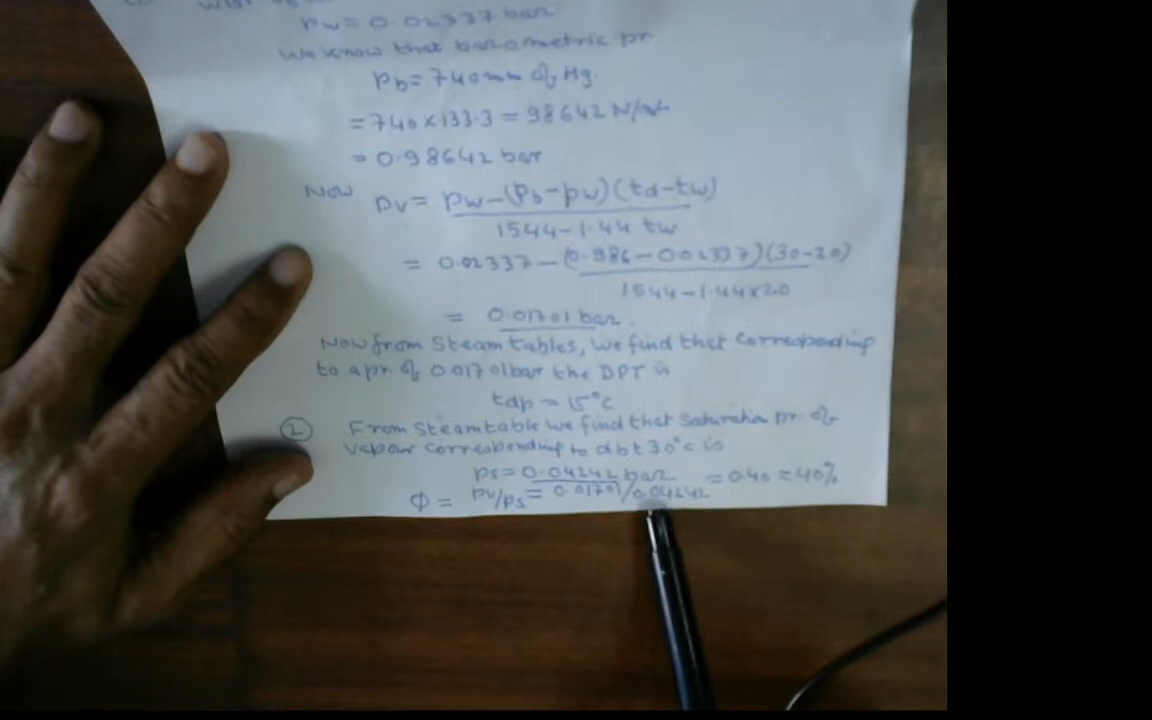 pw = 0.02337 bar
We know that barometric pr.
Pb = 740 mm of Hg.
= 740 × 133.3 = 98642 N/m²
= 0.98642 bar
Now Pv = Pw - (Pb - pw) (td - tw)
1544 - 1.44 tw
= 0.02337 - (0.986 - 0.02337) (30 - 20)
1544 - 1.44 × 20
= 0.01701 bar.
Now from Steam tables, we find that corresponding
to a pr. of 0.01701 bar the DPT is
tdp = 15°C
2 From Steam table we find that Saturation pr. of
vapour corresponding to dbt 30°C is
Ps = 0.04242 bar
Φ = Pv/Ps = 0.01701/0.04242 = 0.40 = 40%